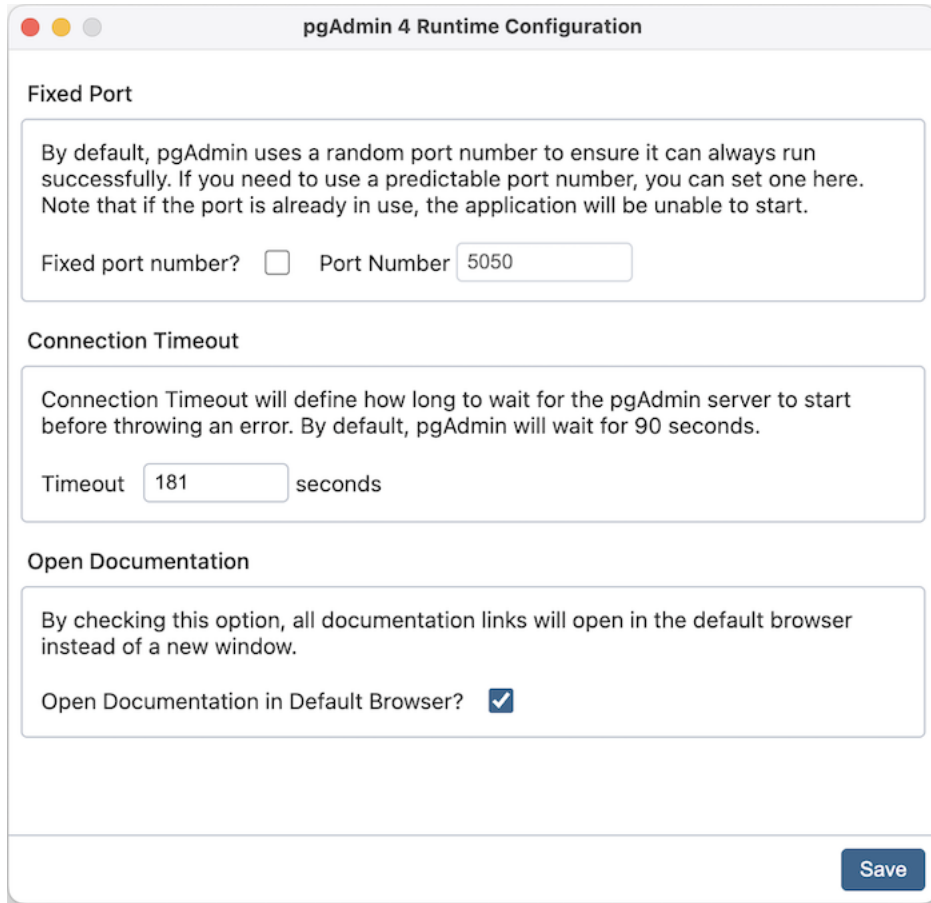 pgAdmin 4 Runtime Configuration
Fixed Port
By default, pgAdmin uses a random port number to ensure it can always run
successfully. If you need to use a predictable port number, you can set one here.
Note that if the port is already in use, the application will be unable to start.
Fixed port number? Port Number 5050
Connection Timeout
Connection Timeout will define how long to wait for the pgAdmin server to start
before throwing an error. By default, pgAdmin will wait for 90 seconds.
Timeout 181 seconds
Open Documentation
By checking this option, all documentation links will open in the default browser
instead of a new window.
Open Documentation in Default Browser?
Save